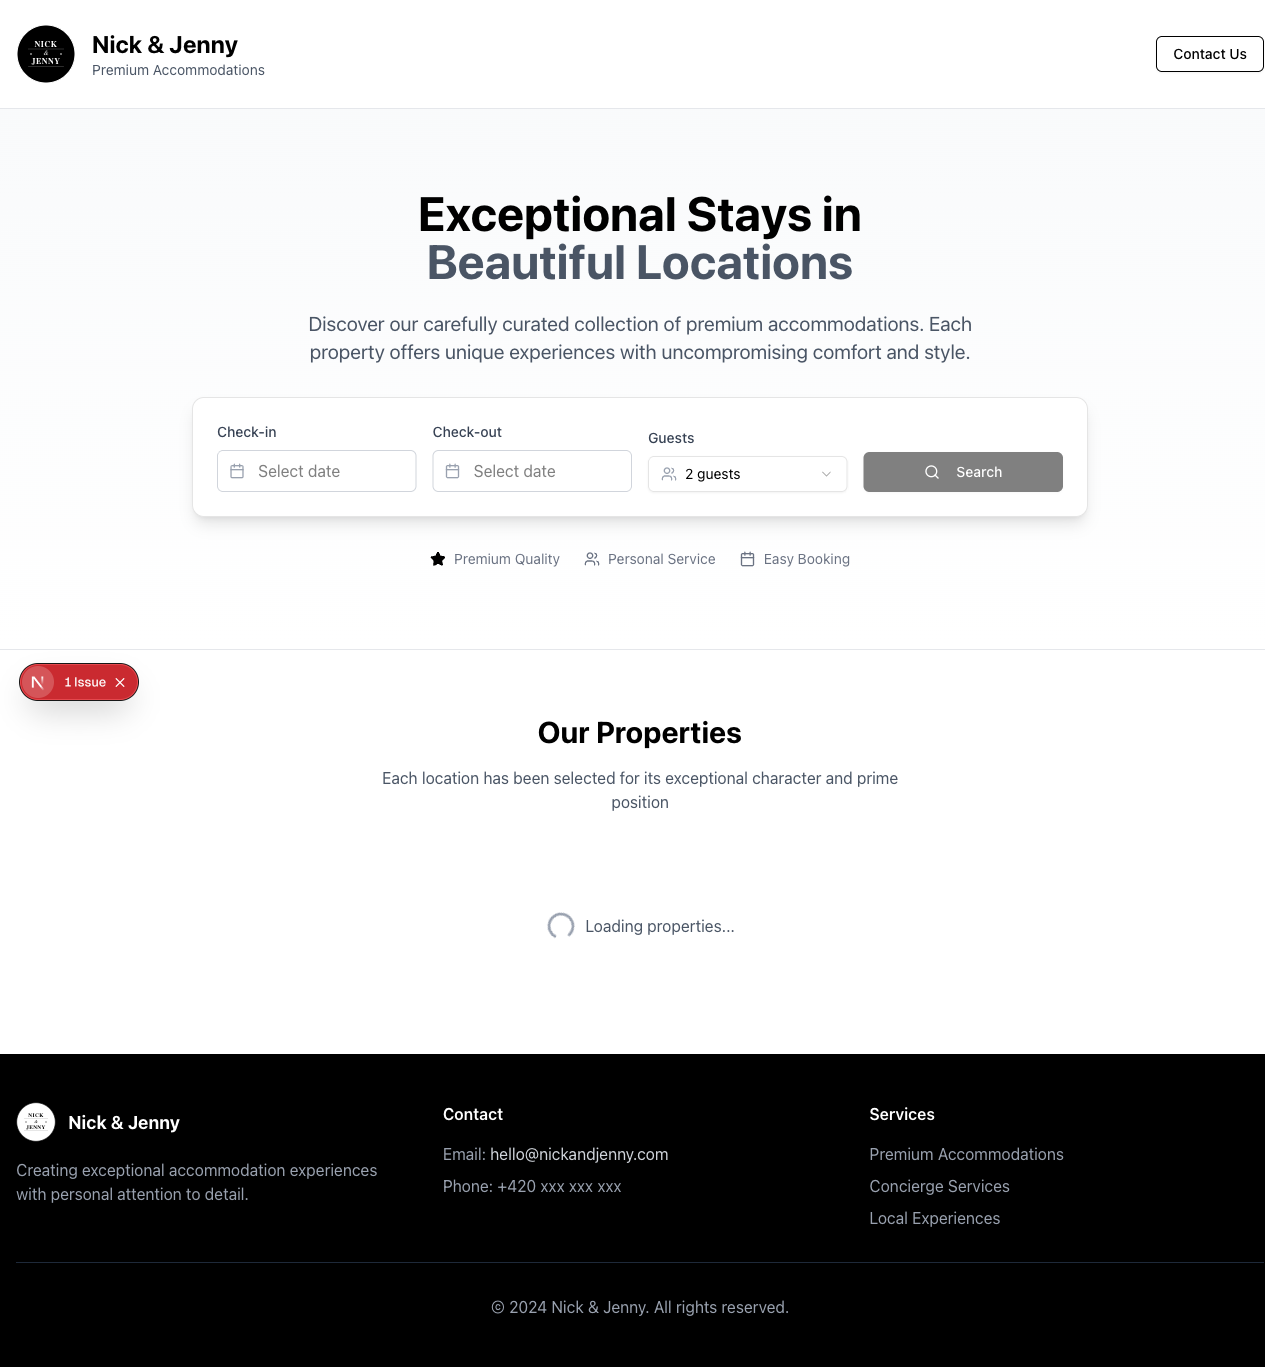 NICK
&
JENNY
Nick & Jenny
Premium Accommodations
Contact Us
Exceptional Stays in
Beautiful Locations
Discover our carefully curated collection of premium accommodations. Each
property offers unique experiences with uncompromising comfort and style.
Check-in
Check-out
Guests
Select date
Select date
2 guests
Search
Premium Quality
Personal Service
Easy Booking
N
1 Issue
Our Properties
Each location has been selected for its exceptional character and prime
position
Loading properties...
NICK
&
JENNY
Nick & Jenny
Creating exceptional accommodation experiences
with personal attention to detail.
Contact
Email: hello@nickandjenny.com
Phone: +420 xxx xxx xxx
Services
Premium Accommodations
Concierge Services
Local Experiences
© 2024 Nick & Jenny. All rights reserved.